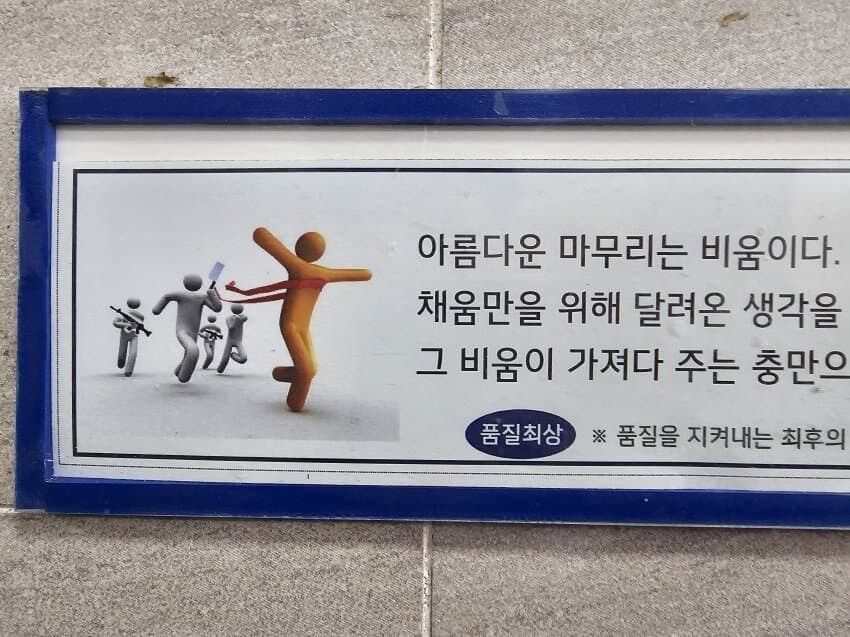 아름다운 마무리는 비움이다.
채움만을 위해 달려온 생각을
그 비움이 가져다 주는 충만으
품질최상 ※ 품질을 지켜내는 최후의